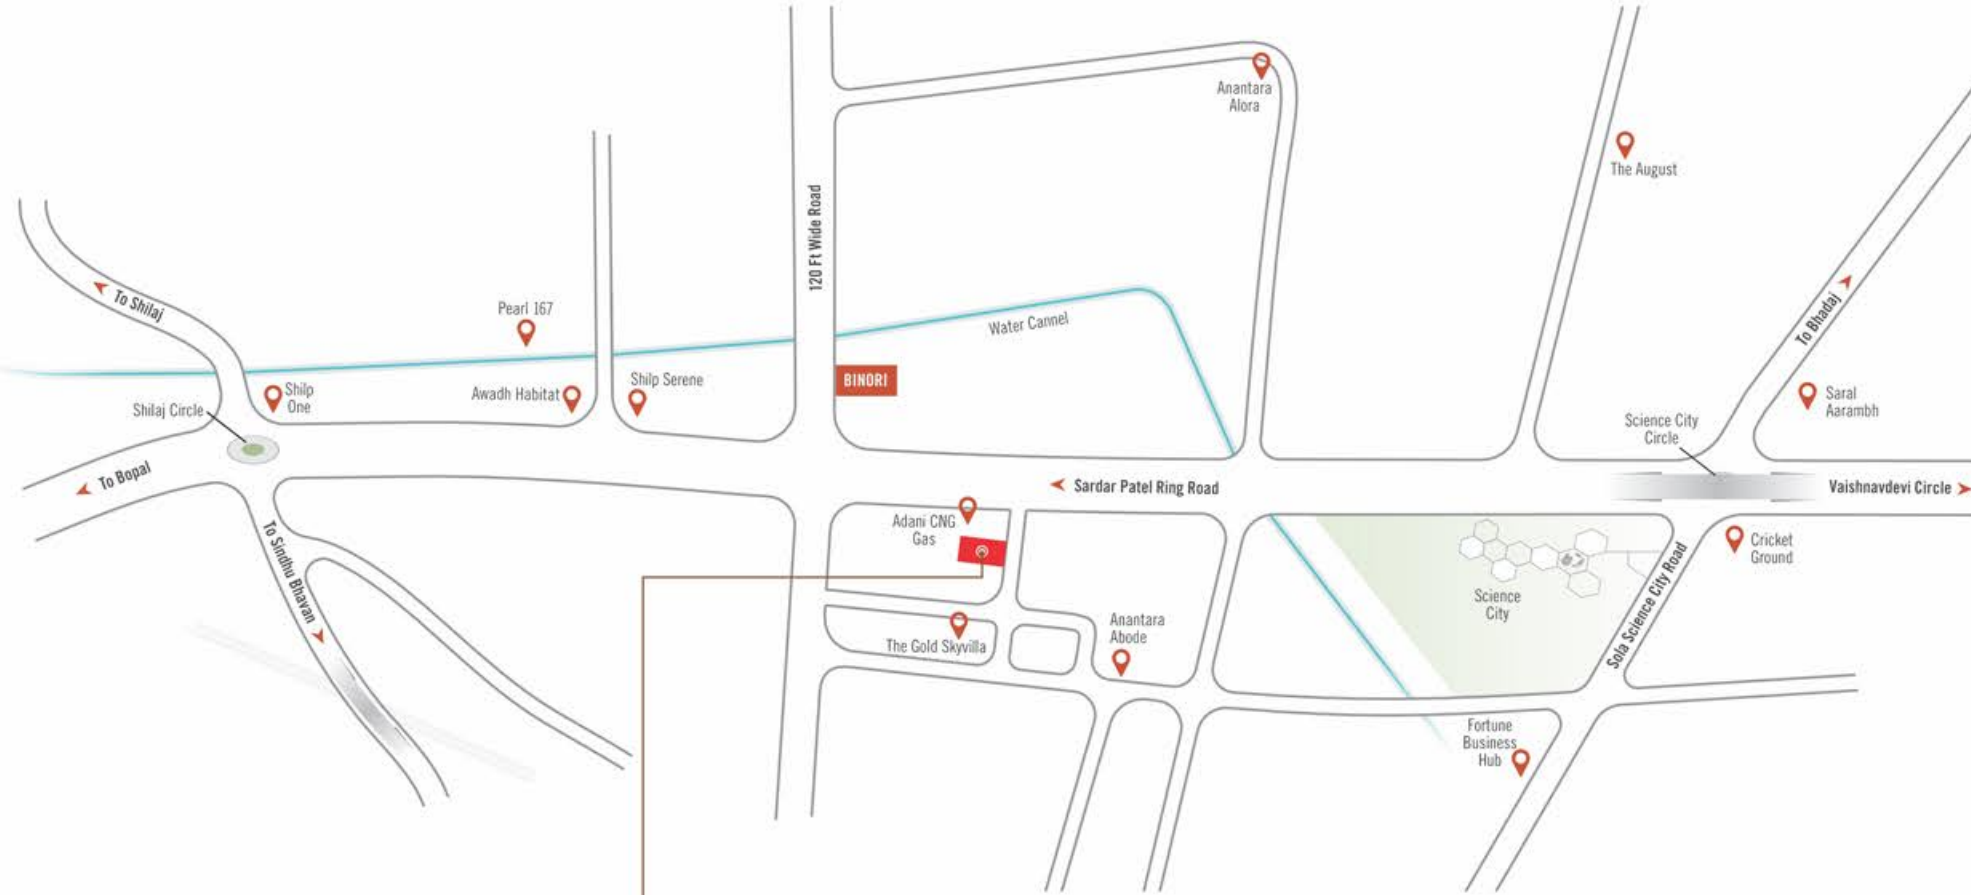 Anantara
Alora
The August
120 Ft Wide Road
To Shilaj
Pearl 167
Water Cannel
To Bhadaj
BINORI
Shilp
One
Awadh Habitat
Shilp Serene
Shilaj Circle
Saral
Aarambh
Science City
Circle
To Bopal
Sardar Patel Ring Road
Vaishnavdevi Circle
Adani CNG
Gas
To Sindhu Bhavan
Cricket
Ground
Science
City
Sola Science City Road
Anantara
Abode
The Gold Skyvilla
Fortune
Business
Hub